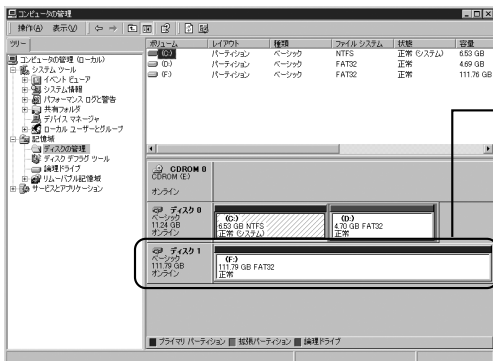 コンピュータの管理
操作(A) 表示(V)
ツリー
コンピュータの管理 (ローカル)
システム ツール
イベント ビューア
システム情報
パフォーマンス ログと警告
共有フォルダ
デバイス マネージャ
ローカル ユーザーとグループ
記憶域
ディスクの管理
ディスク デフラグ ツール
論理ドライブ
リムーバブル記憶域
サービスとアプリケーション
ボリューム レイアウト 種類 ファイル システム 状態 容量
(C:) パーティション ベーシック NTFS 正常 (システム) 6.53 GB
(D:) パーティション ベーシック FAT32 正常 4.69 GB
(F:) パーティション ベーシック FAT32 正常 111.76 GB
CDROM 0
CDROM (E:)
オンライン
ディスク 0
ベーシック
11.24 GB
オンライン
(C:)
6.53 GB NTFS
正常 (システム)
(D:)
4.70 GB FAT32
正常
ディスク 1
ベーシック
111.79 GB
オンライン
(F:)
111.79 GB FAT32
正常
プライマリ パーティション 拡張パーティション 論理ドライブ